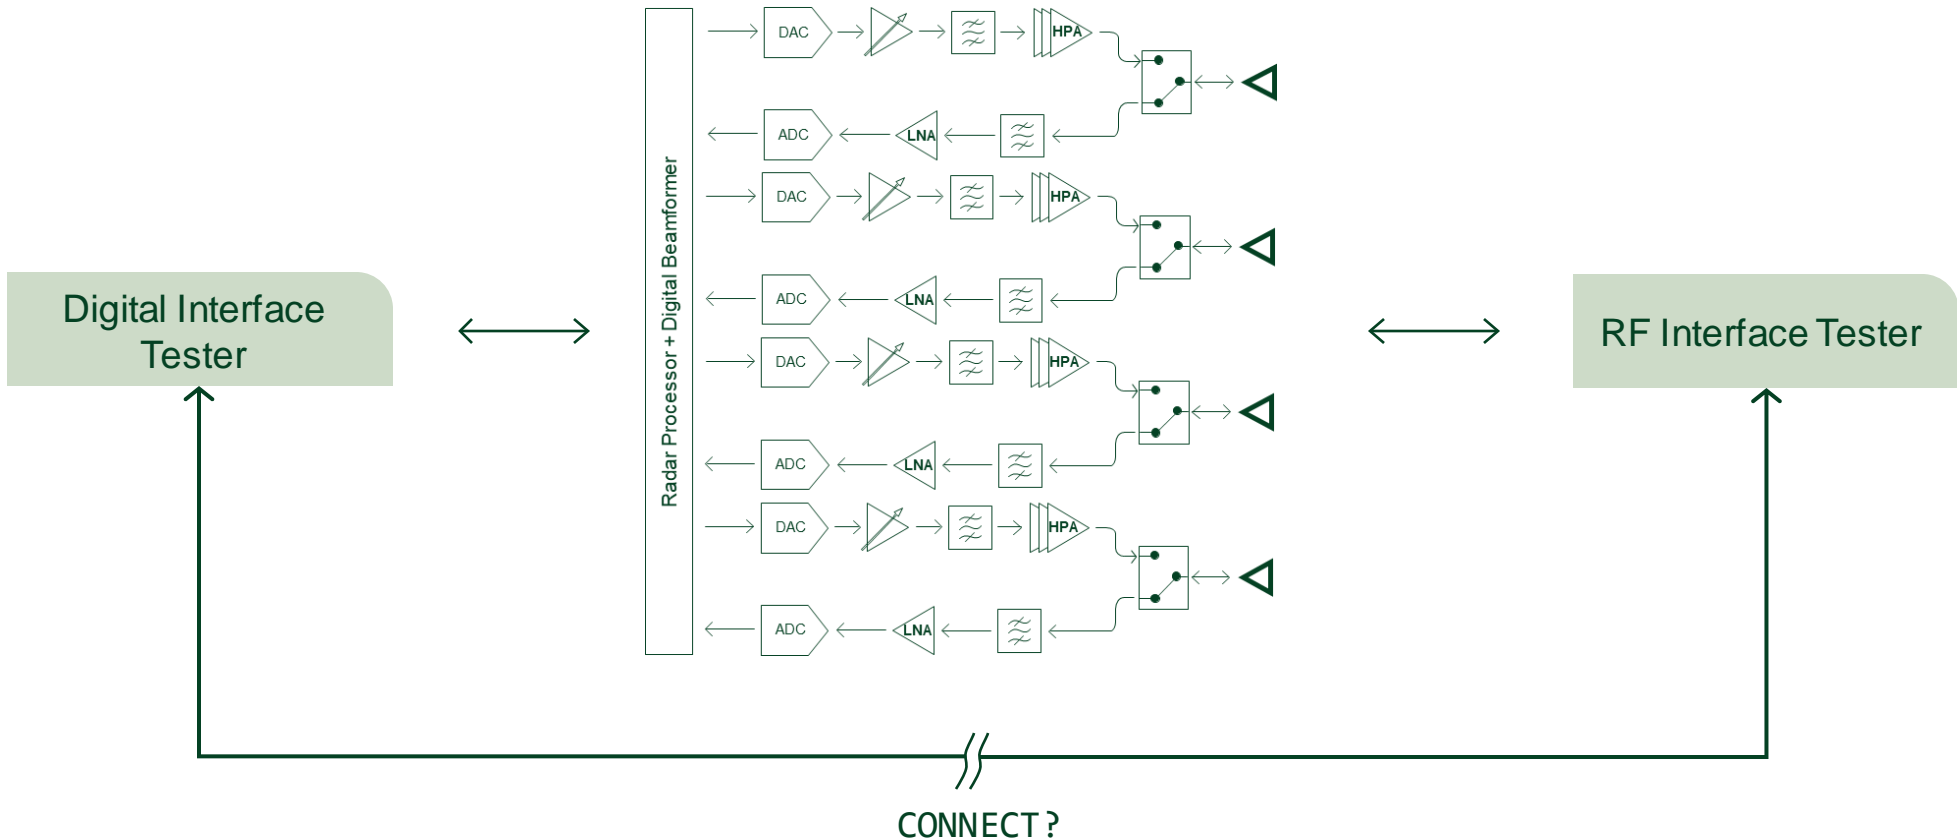 DAC
HPA
ADC
LNA
DAC
HPA
ADC
LNA
DAC
HPA
ADC
LNA
DAC
HPA
ADC
LNA
Radar Processor + Digital Beamformer
Digital Interface
Tester
RF Interface Tester
CONNECT?